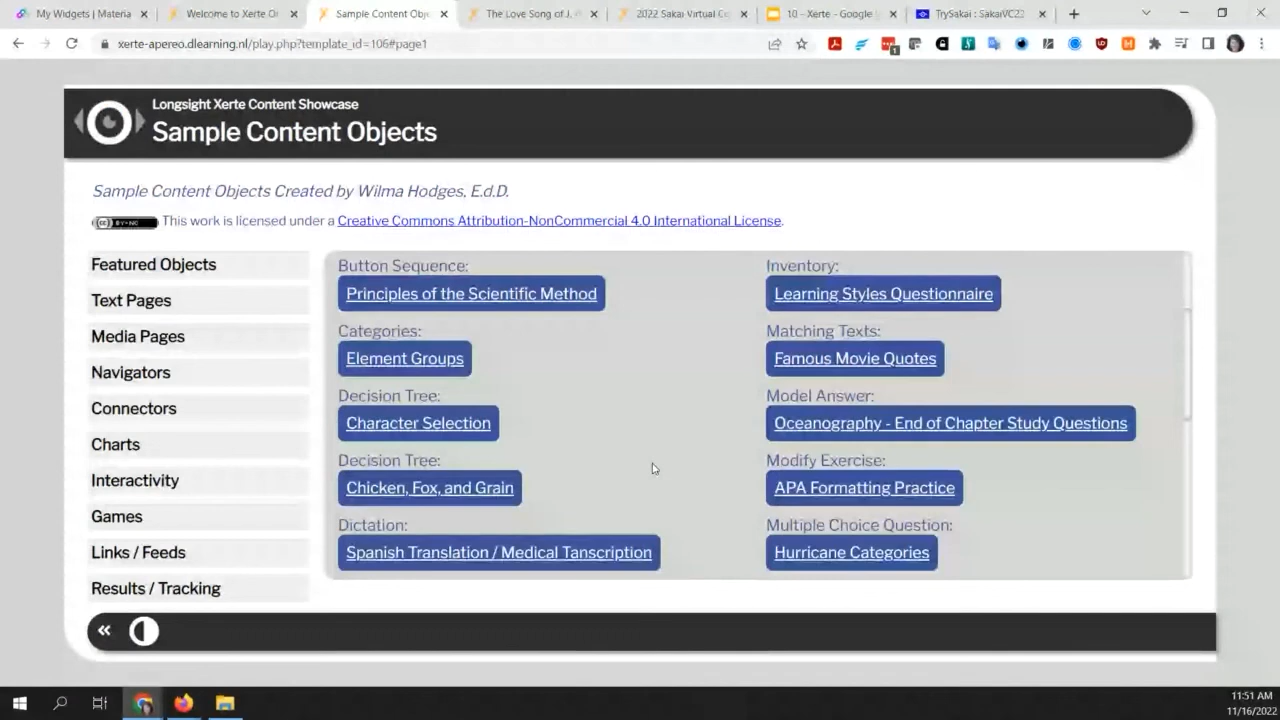 My Widgets | Materia
Welcome to Xerte On
Sample Content Obje
The Love Song of J.
2022 Sakai Virtual Co
10 – Xerte - Google
TrySakai : SakaiVC22
xerte-apereo.dlearning.nl/play.php?template_id=106#page1
Longsight Xerte Content Showcase
Sample Content Objects
Sample Content Objects Created by Wilma Hodges, E.d.D.
This work is licensed under a Creative Commons Attribution-NonCommercial 4.0 International License.
Featured Objects
Text Pages
Media Pages
Navigators
Connectors
Charts
Interactivity
Games
Links / Feeds
Results / Tracking
Button Sequence:
Principles of the Scientific Method
Categories:
Element Groups
Decision Tree:
Character Selection
Decision Tree:
Chicken, Fox, and Grain
Dictation:
Spanish Translation / Medical Tanscription
Inventory:
Learning Styles Questionnaire
Matching Texts:
Famous Movie Quotes
Model Answer:
Oceanography - End of Chapter Study Questions
Modify Exercise:
APA Formatting Practice
Multiple Choice Question:
Hurricane Categories
11:51 AM
11/16/2022